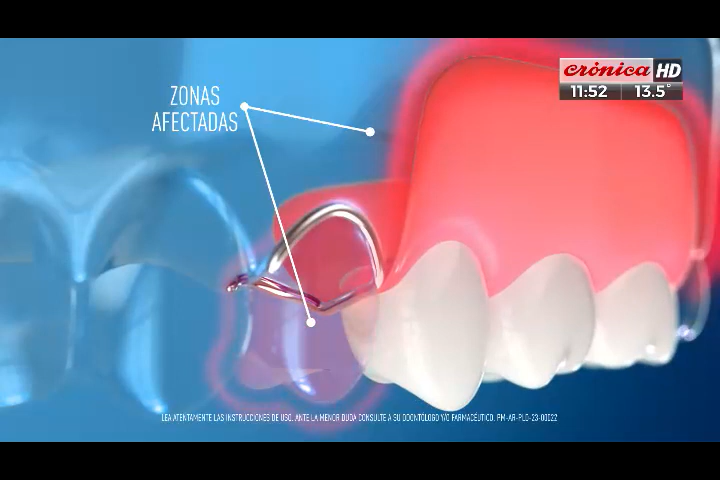 crónica HD
11:52 13.5°
ZONAS
AFECTADAS
LEA ATENTAMENTE LAS INSTRUCCIONES DE USO. ANTE LA MENOR DUDA CONSULTE A SU ODONTÓLOGO Y/O FARMACÉUTICO. PM-AR-PLD-23-00022